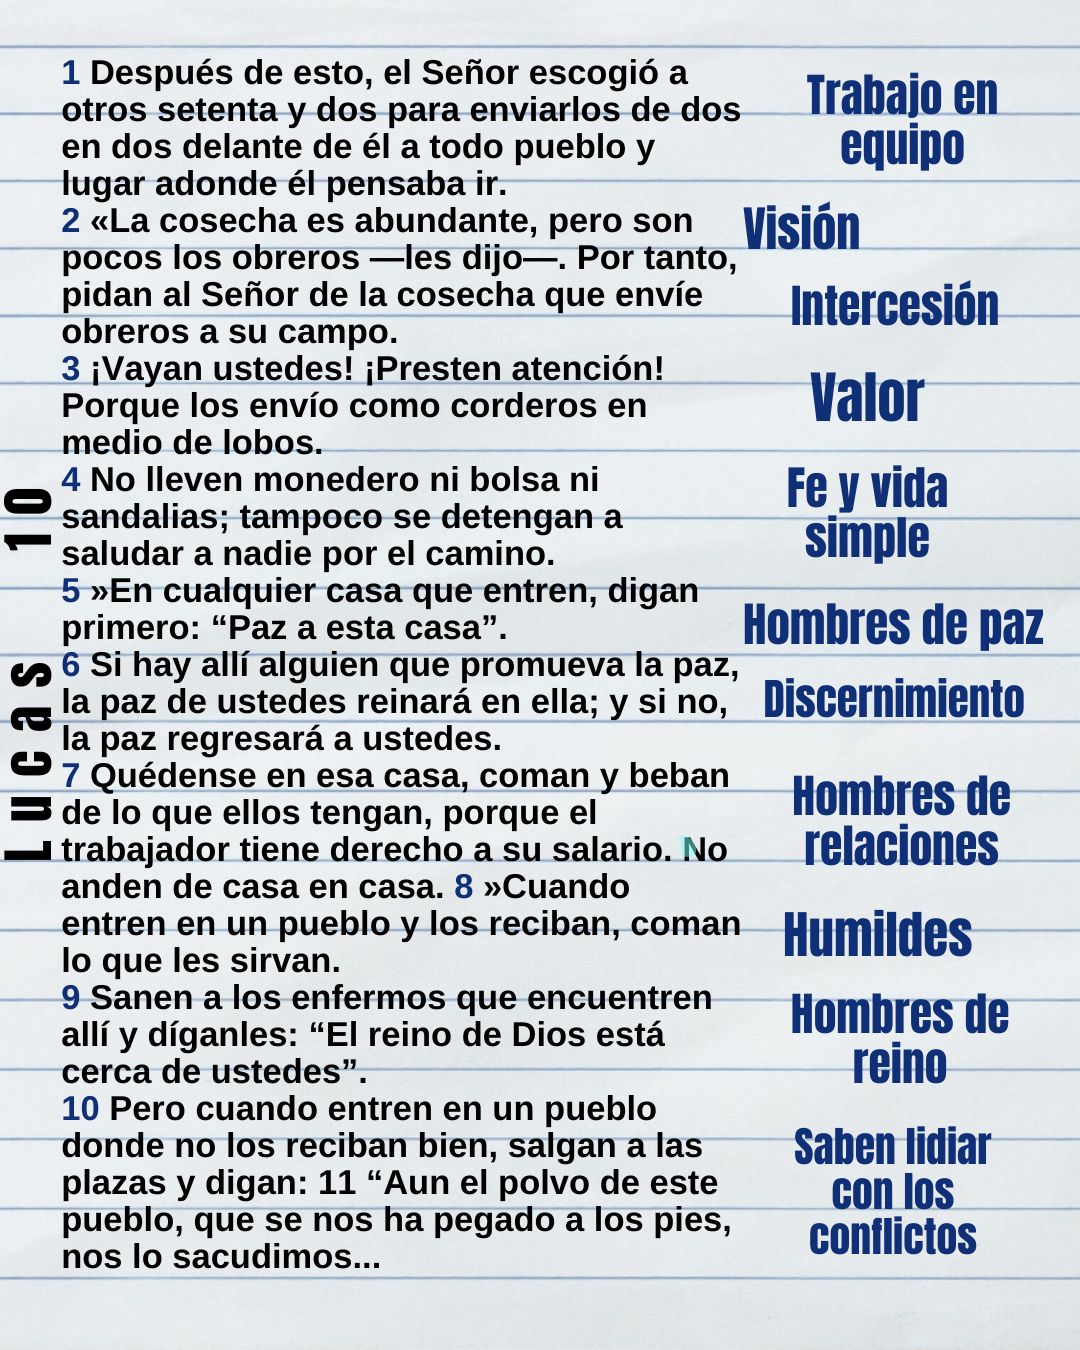 1 Después de esto, el Señor escogió a
otros setenta y dos para enviarlos de dos
en dos delante de él a todo pueblo y
lugar adonde él pensaba ir.
2 «La cosecha es abundante, pero son
pocos los obreros —les dijo—. Por tanto,
pidan al Señor de la cosecha que envíe
obreros a su campo.
3 ¡Vayan ustedes! ¡Presten atención!
Porque los envío como corderos en
medio de lobos.
4 No lleven monedero ni bolsa ni
sandalias; tampoco se detengan a
saludar a nadie por el camino.
5 »En cualquier casa que entren, digan
primero: “Paz a esta casa”.
6 Si hay allí alguien que promueva la paz,
la paz de ustedes reinará en ella; y si no,
la paz regresará a ustedes.
7 Quédense en esa casa, coman y beban
de lo que ellos tengan, porque el
trabajador tiene derecho a su salario. No
anden de casa en casa. 8 »Cuando
entren en un pueblo y los reciban, coman
lo que les sirvan.
9 Sanen a los enfermos que encuentren
allí y díganles: “El reino de Dios está
cerca de ustedes”.
10 Pero cuando entren en un pueblo
donde no los reciban bien, salgan a las
plazas y digan: 11 “Aun el polvo de este
pueblo, que se nos ha pegado a los pies,
nos lo sacudimos...
Trabajo en
equipo
Visión
Intercesión
Valor
Fe y vida
simple
Hombres de paz
Discernimiento
Hombres de
relaciones
Humildes
Hombres de
reino
Saben lidiar
con los
conflictos
Lucas 10